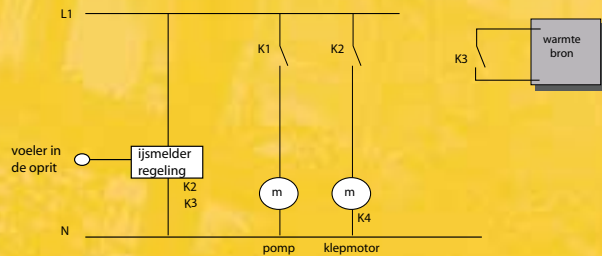 L1
K1
K2
K3
warmte
bron
voeler in
de oprit
ijsmelder
regeling
K2
K3
m
m
K4
N
pomp
klepmotor